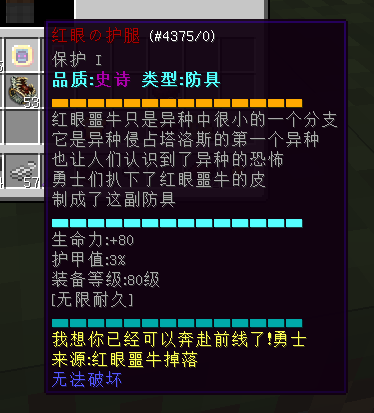 红眼の护腿 (#4375/0)
保护 I
品质:史诗 类型:防具
红眼噩牛只是异种中很小的一个分支
它是异种侵占塔洛斯的第一个异种
也让人们认识到了异种的恐怖
勇士们扒下了红眼噩牛的皮
制成了这副防具
生命力:+80
护甲值:3%
装备等级:80级
[无限耐久]
我想你已经可以奔赴前线了!勇士
来源:红眼噩牛掉落
无法破坏
53
57